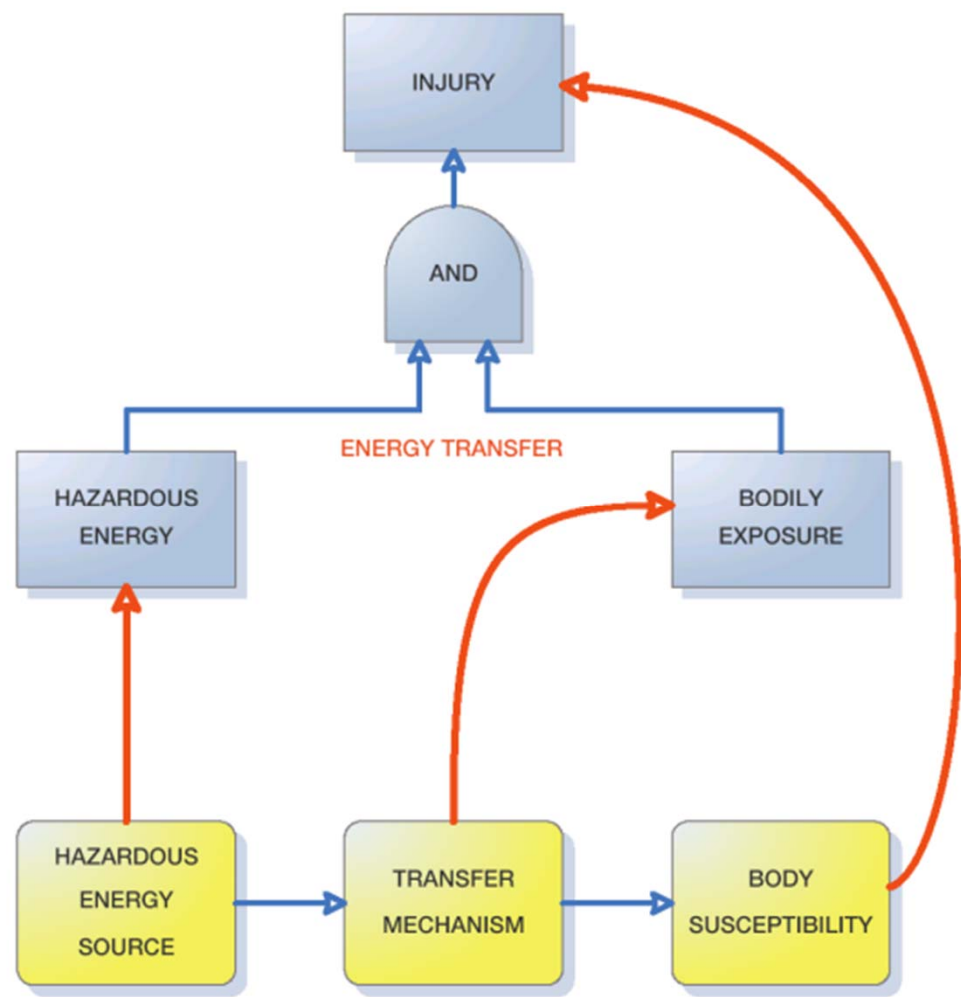 INJURY
AND
ENERGY TRANSFER
HAZARDOUS
ENERGY
BODILY
EXPOSURE
HAZARDOUS
ENERGY
SOURCE
TRANSFER
MECHANISM
BODY
SUSCEPTIBILITY